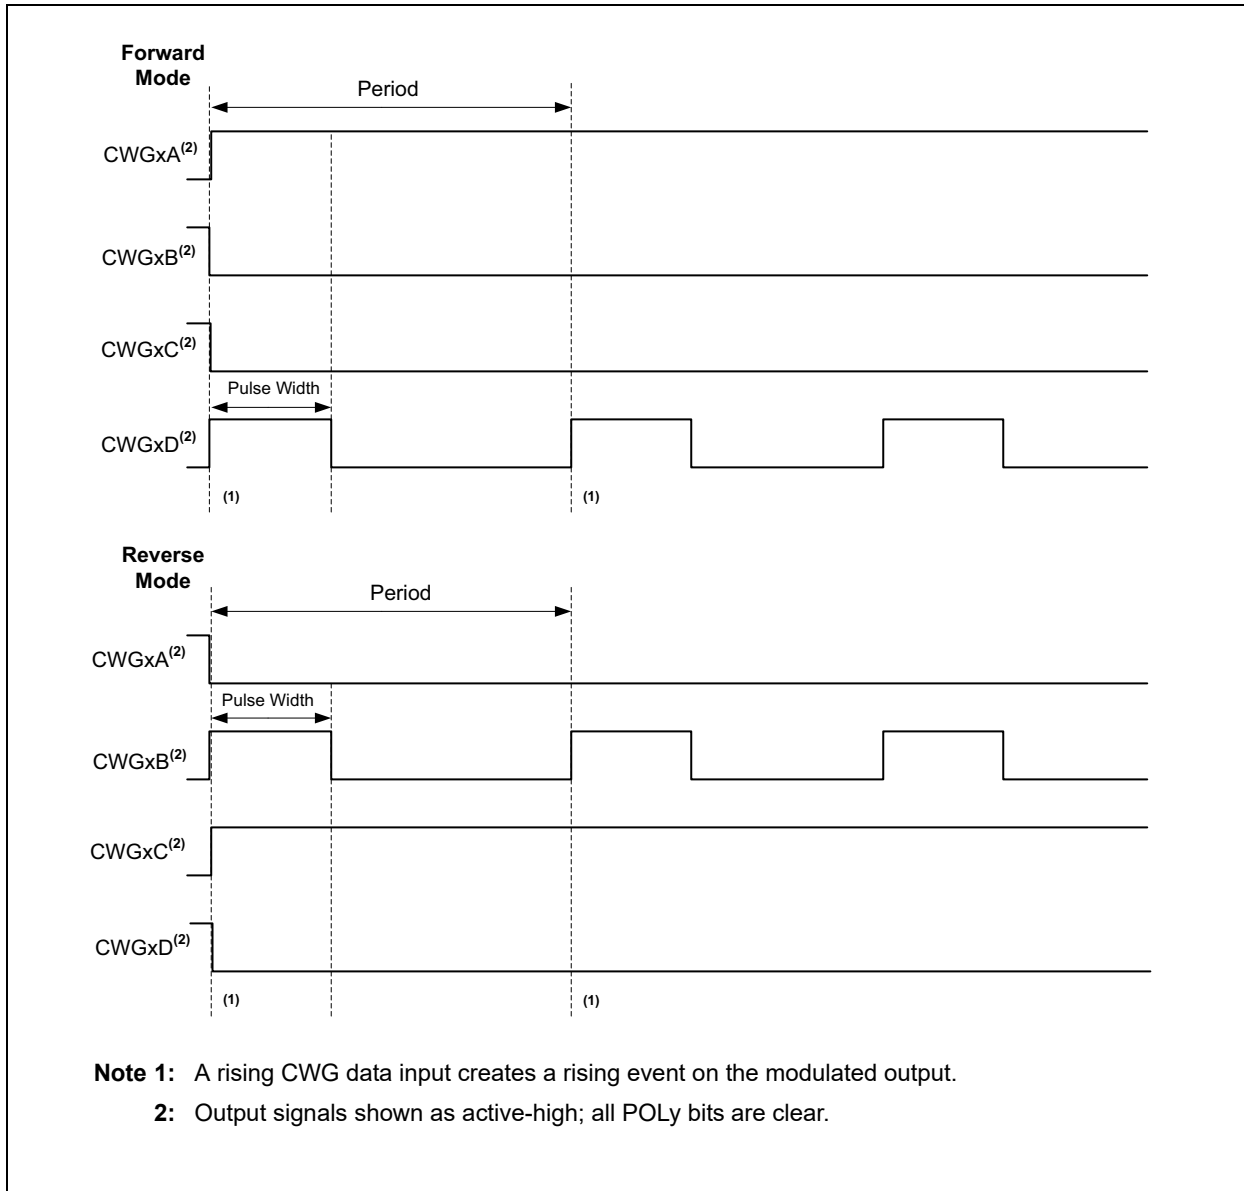 Forward
Mode
Period
CWGxA(2)
CWGxB(2)
CWGxC(2)
Pulse Width
CWGxD(2)
(1) (1)
Reverse
Mode
Period
CWGxA(2)
Pulse Width
CWGxB(2)
CWGxC(2)
CWGxD(2)
(1) (1)
Note 1: A rising CWG data input creates a rising event on the modulated output.
2: Output signals shown as active-high; all POLy bits are clear.